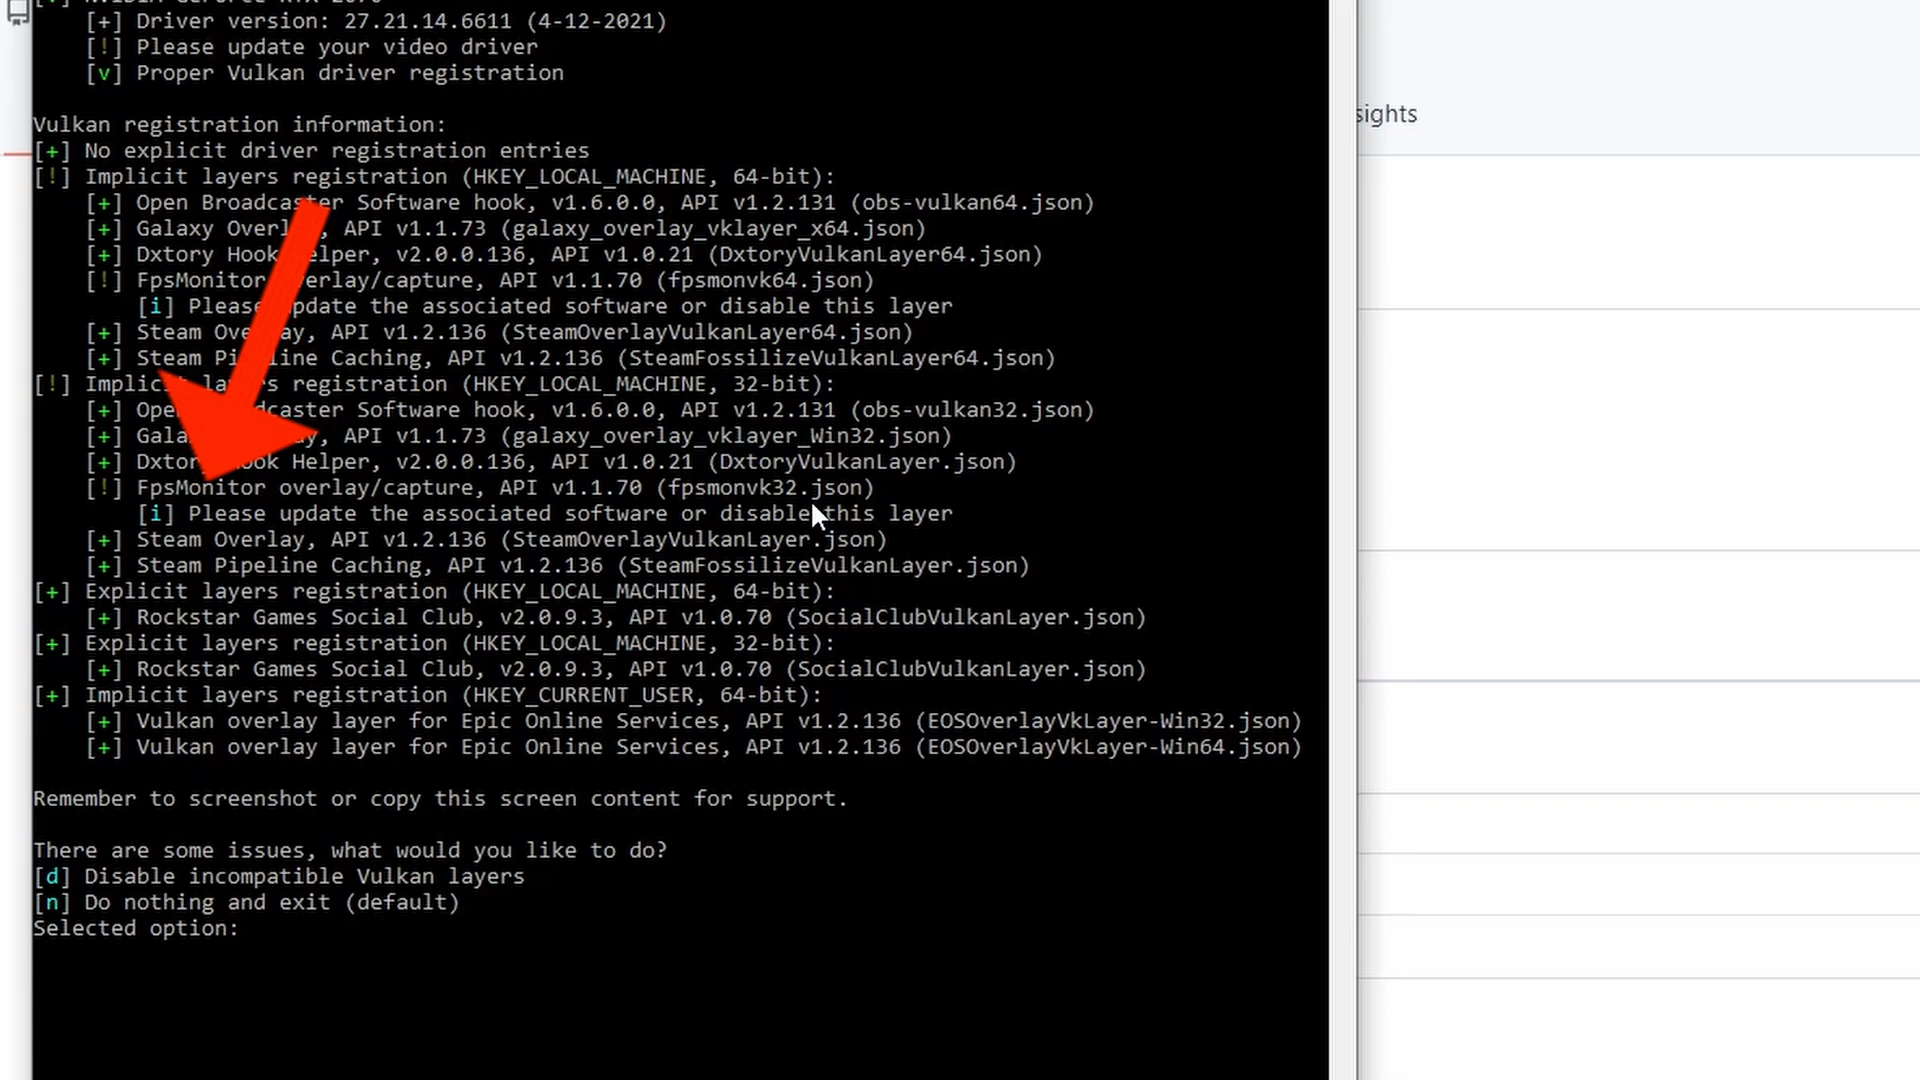 [+] Driver version: 27.21.14.6611 (4-12-2021)
[!] Please update your video driver
[v] Proper Vulkan driver registration
sights
Vulkan registration information:
[+] No explicit driver registration entries
[!] Implicit layers registration (HKEY_LOCAL_MACHINE, 64-bit):
[+] Open Broadcaster Software hook, v1.6.0.0, API v1.2.131 (obs-vulkan64.json)
[+] Galaxy Overl , API v1.1.73 (galaxy_overlay_vklayer_x64.json)
[+] Dxtory Hook elper, v2.0.0.136, API v1.0.21 (DxtoryVulkanLayer64.json)
[!] FpsMonitor erlay/capture, API v1.1.70 (fpsmonvk64.json)
[i] Please update the associated software or disable this layer
[+] Steam Overlay, API v1.2.136 (SteamOverlayVulkanLayer64.json)
[+] Steam Pipeline Caching, API v1.2.136 (SteamFossilizeVulkanLayer64.json)
[!] Implicit layers registration (HKEY_LOCAL_MACHINE, 32-bit):
[+] Ope dcaster Software hook, v1.6.0.0, API v1.2.131 (obs-vulkan32.json)
[+] Gala y, API v1.1.73 (galaxy_overlay_vklayer_Win32.json)
[+] Dxtory Hook Helper, v2.0.0.136, API v1.0.21 (DxtoryVulkanLayer.json)
[!] FpsMonitor overlay/capture, API v1.1.70 (fpsmonvk32.json)
[i] Please update the associated software or disable this layer
[+] Steam Overlay, API v1.2.136 (SteamOverlayVulkanLayer.json)
[+] Steam Pipeline Caching, API v1.2.136 (SteamFossilizeVulkanLayer.json)
[+] Explicit layers registration (HKEY_LOCAL_MACHINE, 64-bit):
[+] Rockstar Games Social Club, v2.0.9.3, API v1.0.70 (SocialClubVulkanLayer.json)
[+] Explicit layers registration (HKEY_LOCAL_MACHINE, 32-bit):
[+] Rockstar Games Social Club, v2.0.9.3, API v1.0.70 (SocialClubVulkanLayer.json)
[+] Implicit layers registration (HKEY_CURRENT_USER, 64-bit):
[+] Vulkan overlay layer for Epic Online Services, API v1.2.136 (EOSOverlayVkLayer-Win32.json)
[+] Vulkan overlay layer for Epic Online Services, API v1.2.136 (EOSOverlayVkLayer-Win64.json)
Remember to screenshot or copy this screen content for support.
There are some issues, what would you like to do?
[d] Disable incompatible Vulkan layers
[n] Do nothing and exit (default)
Selected option: